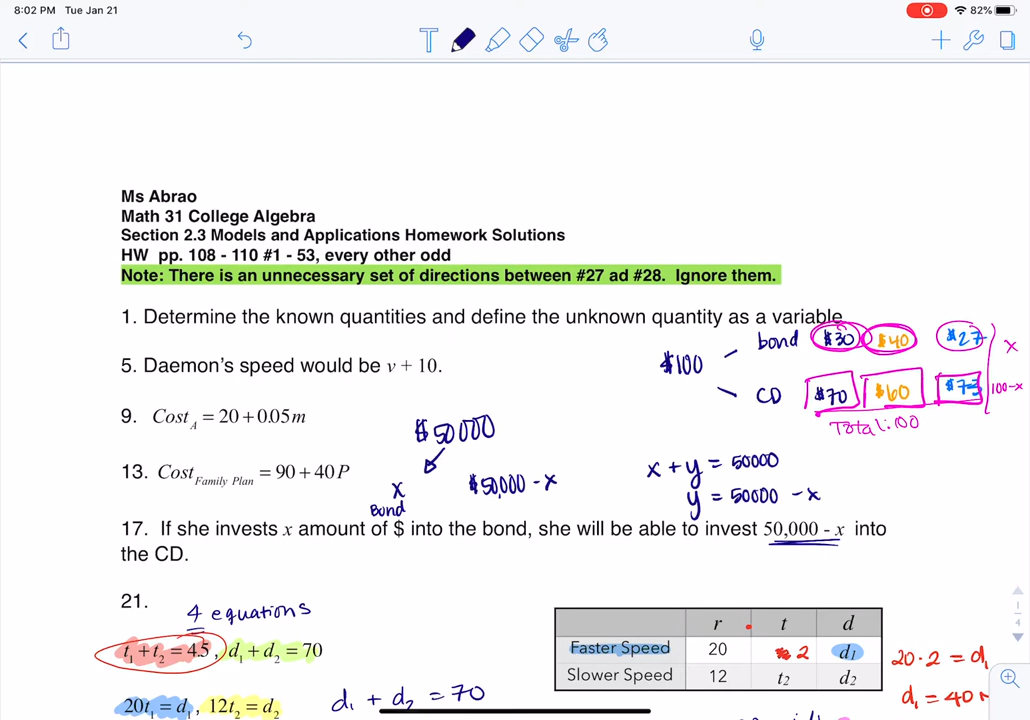 8:02 PM Tue Jan 21
82%
Ms Abrao
Math 31 College Algebra
Section 2.3 Models and Applications Homework Solutions
HW pp. 108 - 110 #1 - 53, every other odd
Note: There is an unnecessary set of directions between #27 ad #28. Ignore them.
1. Determine the known quantities and define the unknown quantity as a variable
bond $30 $40 $27 x
$100
5. Daemon's speed would be v + 10.
CD $70 $60 $73 100-x
Total: 100
9. Cost_A = 20 + 0.05m
$50000
13. Cost_Family Plan = 90 + 40P
x + y = 50000
x $50,000 - x
y = 50000 - x
Bond
17. If she invests x amount of $ into the bond, she will be able to invest 50,000 - x into
the CD.
21.
4 equations
r t d
t₁ + t₂ = 4.5, d₁ + d₂ = 70
Faster Speed 20 2 d₁
20 · 2 = d₁
Slower Speed 12 t₂ d₂
d₁ + d₂ = 70
d₁ = 40
20t₁ = d₁, 12t₂ = d₂
1
4